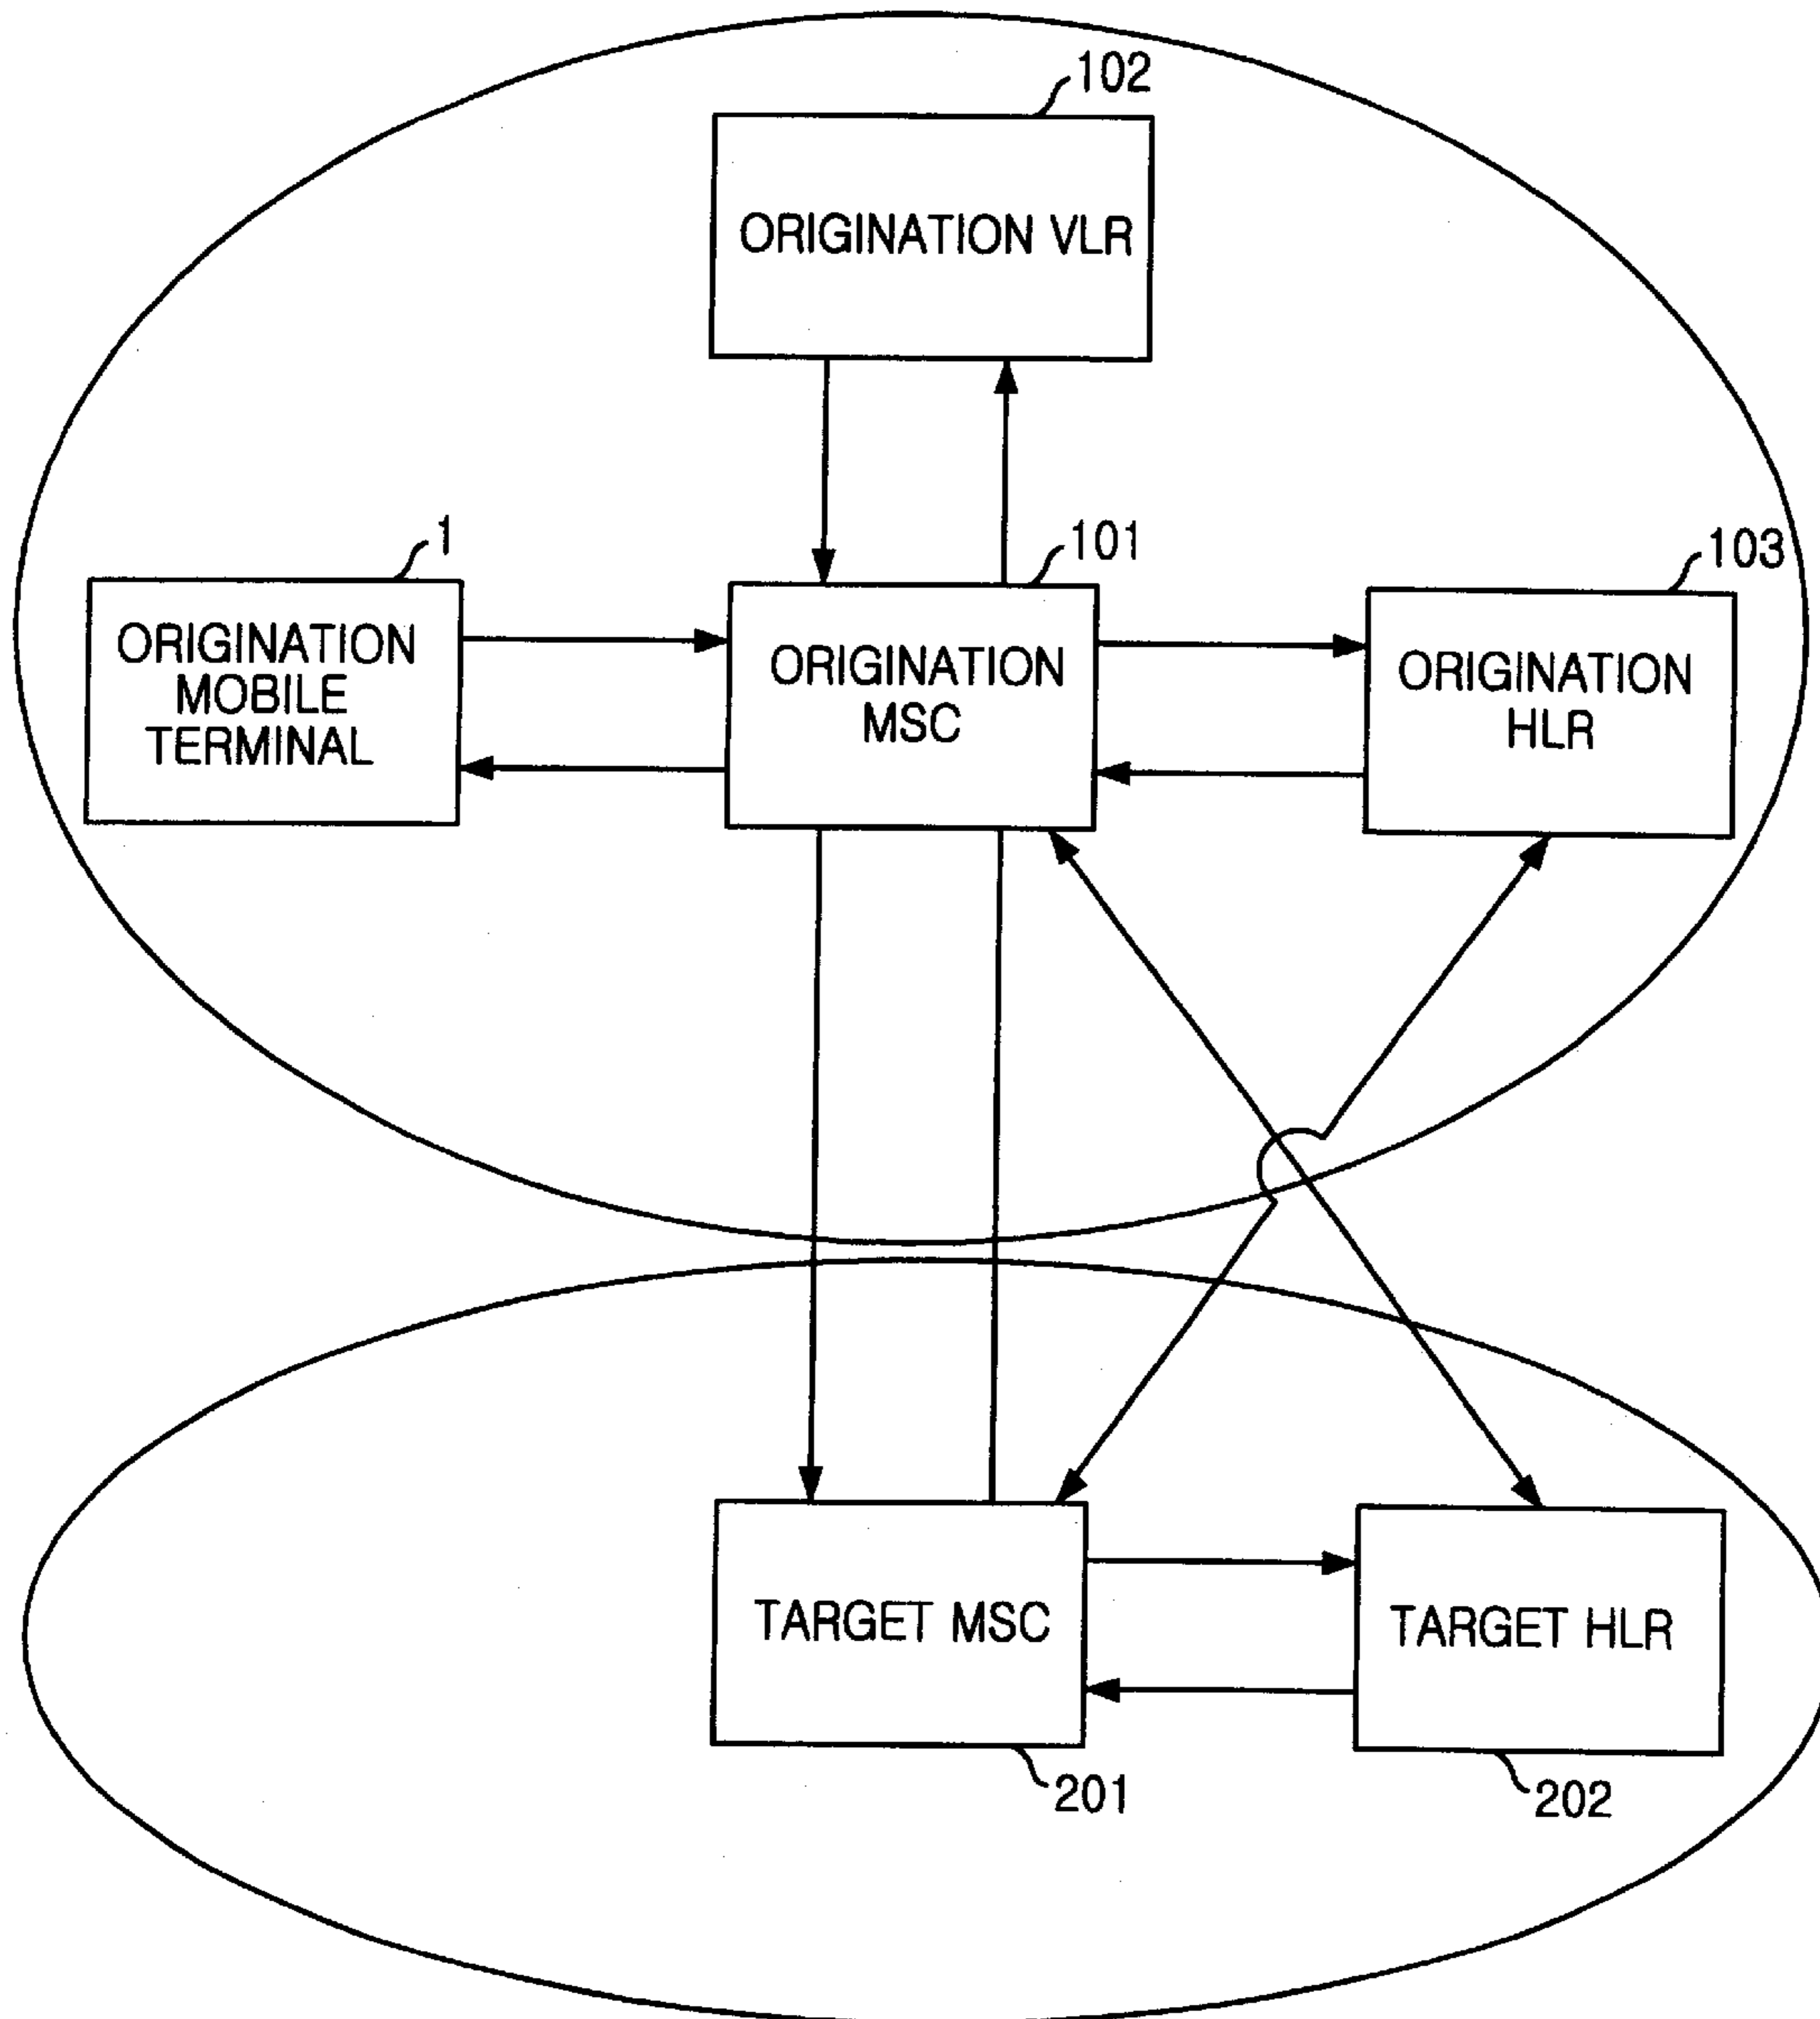 102
ORIGINATION VLR
1
101
103
ORIGINATION
MOBILE
TERMINAL
ORIGINATION
MSC
ORIGINATION
HLR
TARGET MSC
TARGET HLR
201
202